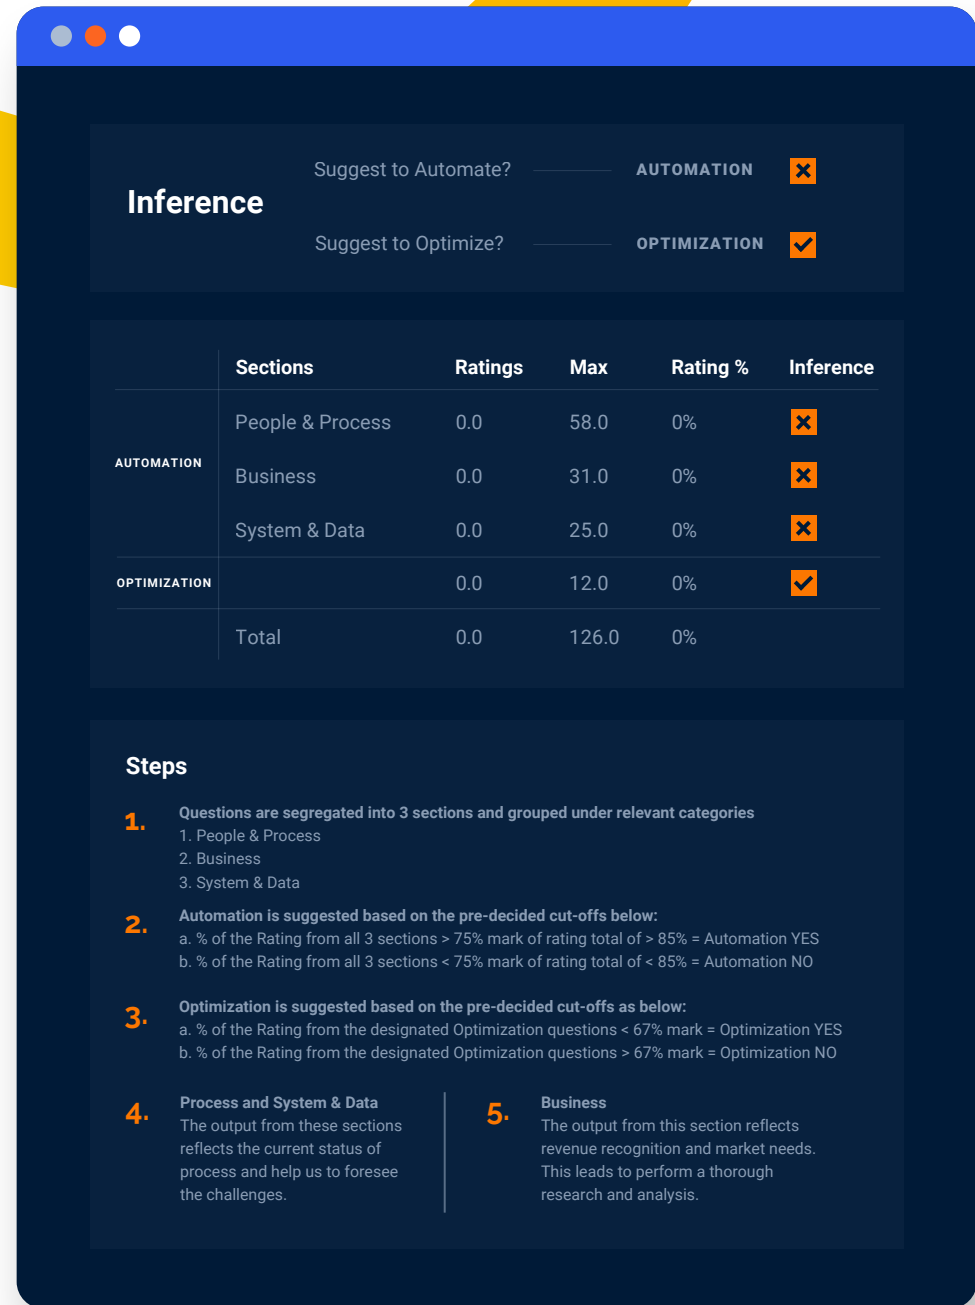 Inference
Suggest to Automate? AUTOMATION
Suggest to Optimize? OPTIMIZATION
Sections Ratings Max Rating % Inference
AUTOMATION
People & Process 0.0 58.0 0%
Business 0.0 31.0 0%
System & Data 0.0 25.0 0%
OPTIMIZATION 0.0 12.0 0%
Total 0.0 126.0 0%
Steps
1. Questions are segregated into 3 sections and grouped under relevant categories
1. People & Process
2. Business
3. System & Data
2. Automation is suggested based on the pre-decided cut-offs below:
a. % of the Rating from all 3 sections > 75% mark of rating total of > 85% = Automation YES
b. % of the Rating from all 3 sections < 75% mark of rating total of < 85% = Automation NO
3. Optimization is suggested based on the pre-decided cut-offs as below:
a. % of the Rating from the designated Optimization questions < 67% mark = Optimization YES
b. % of the Rating from the designated Optimization questions > 67% mark = Optimization NO
4. Process and System & Data
The output from these sections
reflects the current status of
process and help us to foresee
the challenges.
5. Business
The output from this section reflects
revenue recognition and market needs.
This leads to perform a thorough
research and analysis.